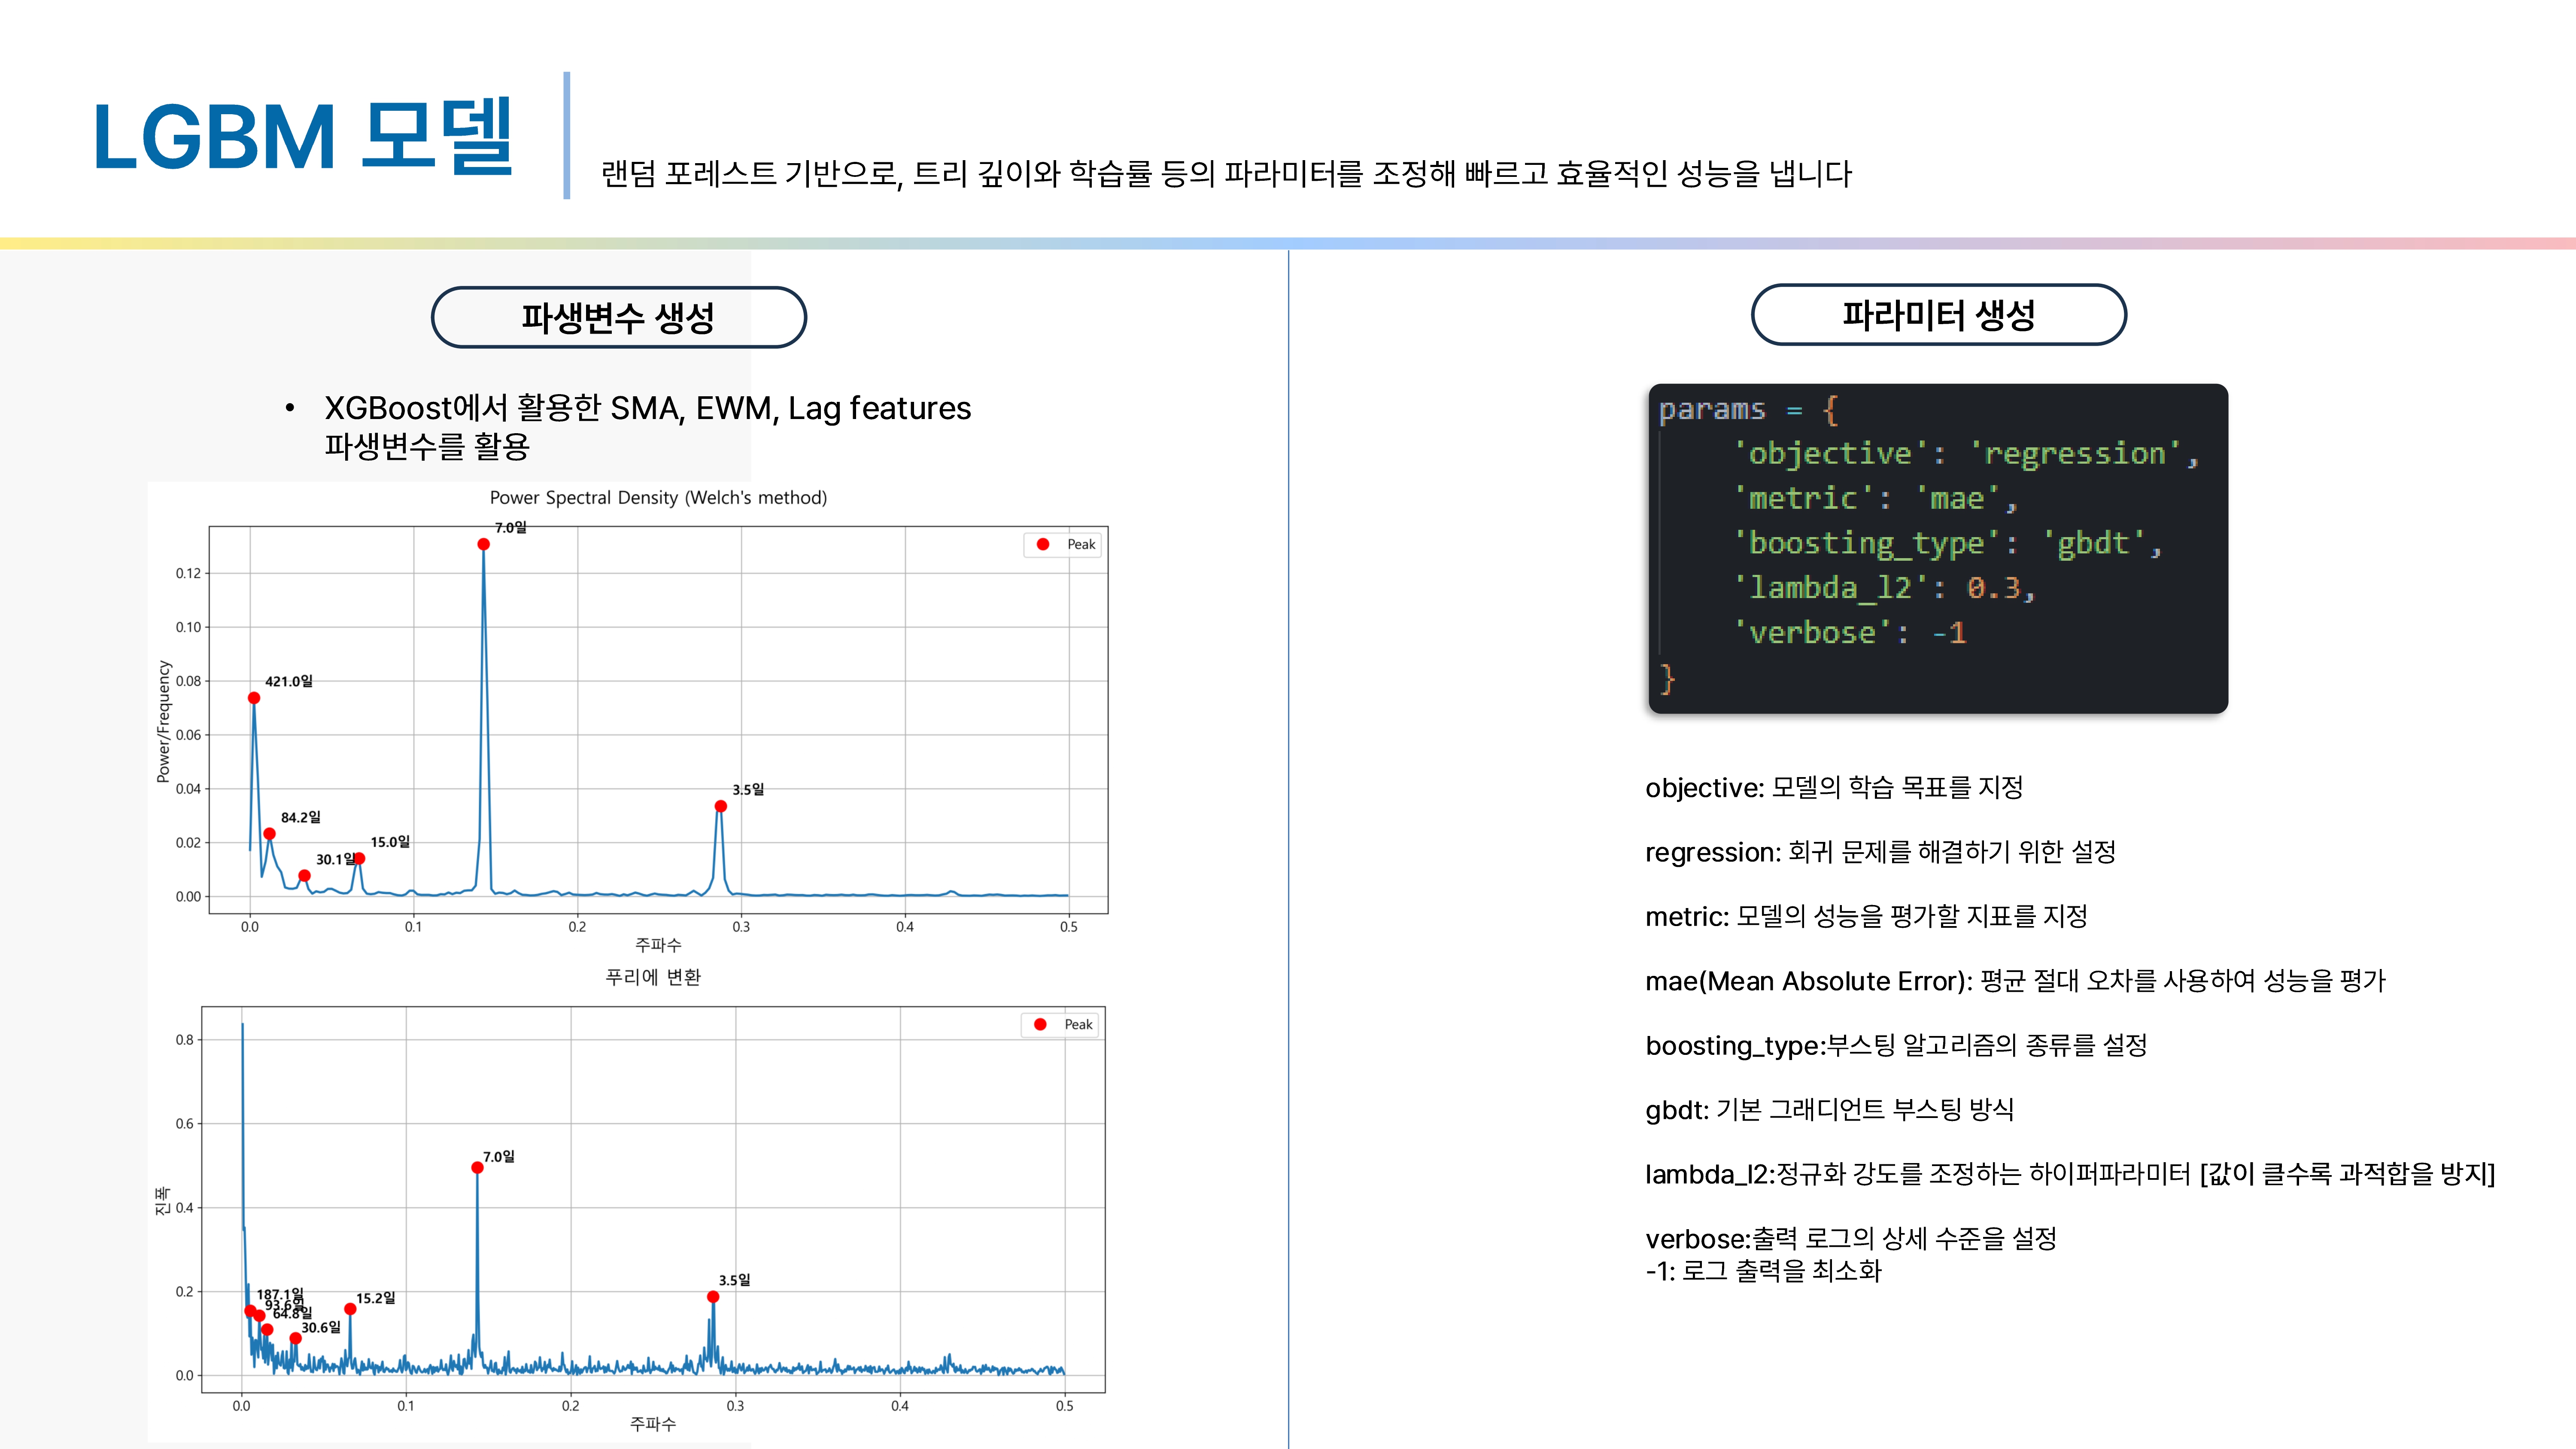 LGBM 모델
랜덤 포레스트 기반으로, 트리 깊이와 학습률 등의 파라미터를 조정해 빠르고 효율적인 성능을 냅니다
파생변수 생성
• XGBoost에서 활용한 SMA, EWM, Lag features
파생변수를 활용
Power Spectral Density (Welch's method)
7.0일
Peak
0.12
0.10
421.0일
0.08
Power/Frequency
0.06
3.5일
0.04
84.2일
15.0일
0.02
30.1일
0.00
0.0 0.1 0.2 0.3 0.4 0.5
주파수
푸리에 변환
Peak
0.8
0.6
7.0일
진폭
0.4
3.5일
0.2
187.1일
93.6일
15.2일
64.8일
30.6일
0.0
0.0 0.1 0.2 0.3 0.4 0.5
주파수
파라미터 생성
params = {
'objective': 'regression',
'metric': 'mae',
'boosting_type': 'gbdt',
'lambda_l2': 0.3,
'verbose': -1
}
objective: 모델의 학습 목표를 지정
regression: 회귀 문제를 해결하기 위한 설정
metric: 모델의 성능을 평가할 지표를 지정
mae(Mean Absolute Error): 평균 절대 오차를 사용하여 성능을 평가
boosting_type:부스팅 알고리즘의 종류를 설정
gbdt: 기본 그래디언트 부스팅 방식
lambda_l2:정규화 강도를 조정하는 하이퍼파라미터 [값이 클수록 과적합을 방지]
verbose:출력 로그의 상세 수준을 설정
-1: 로그 출력을 최소화